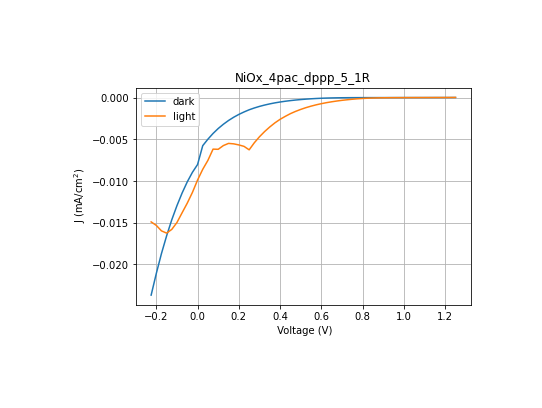 NiOx_4pac_dppp_5_1R
dark
light
J (mA/cm²)
0.000
−0.005
−0.010
−0.015
−0.020
−0.2
0.0
0.2
0.4
0.6
0.8
1.0
1.2
Voltage (V)